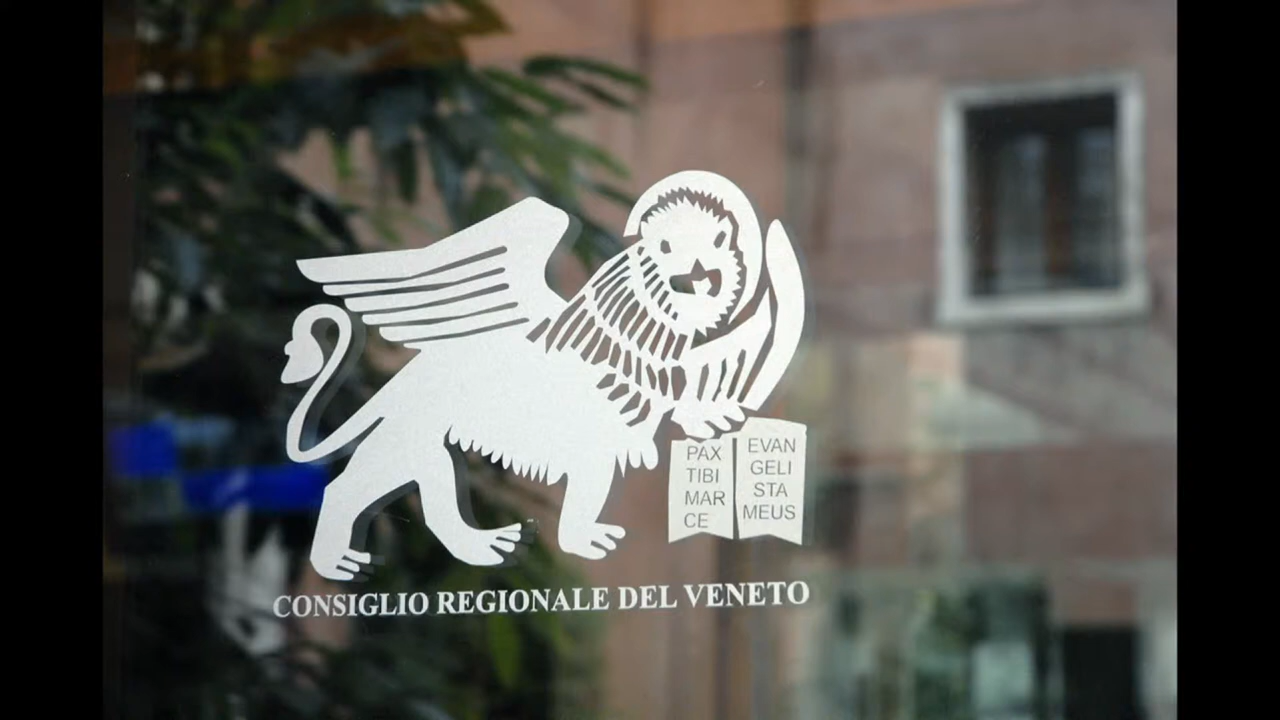 PAX
TIBI
MAR
CE
EVAN
GELI
STA
MEUS
CONSIGLIO REGIONALE DEL VENETO